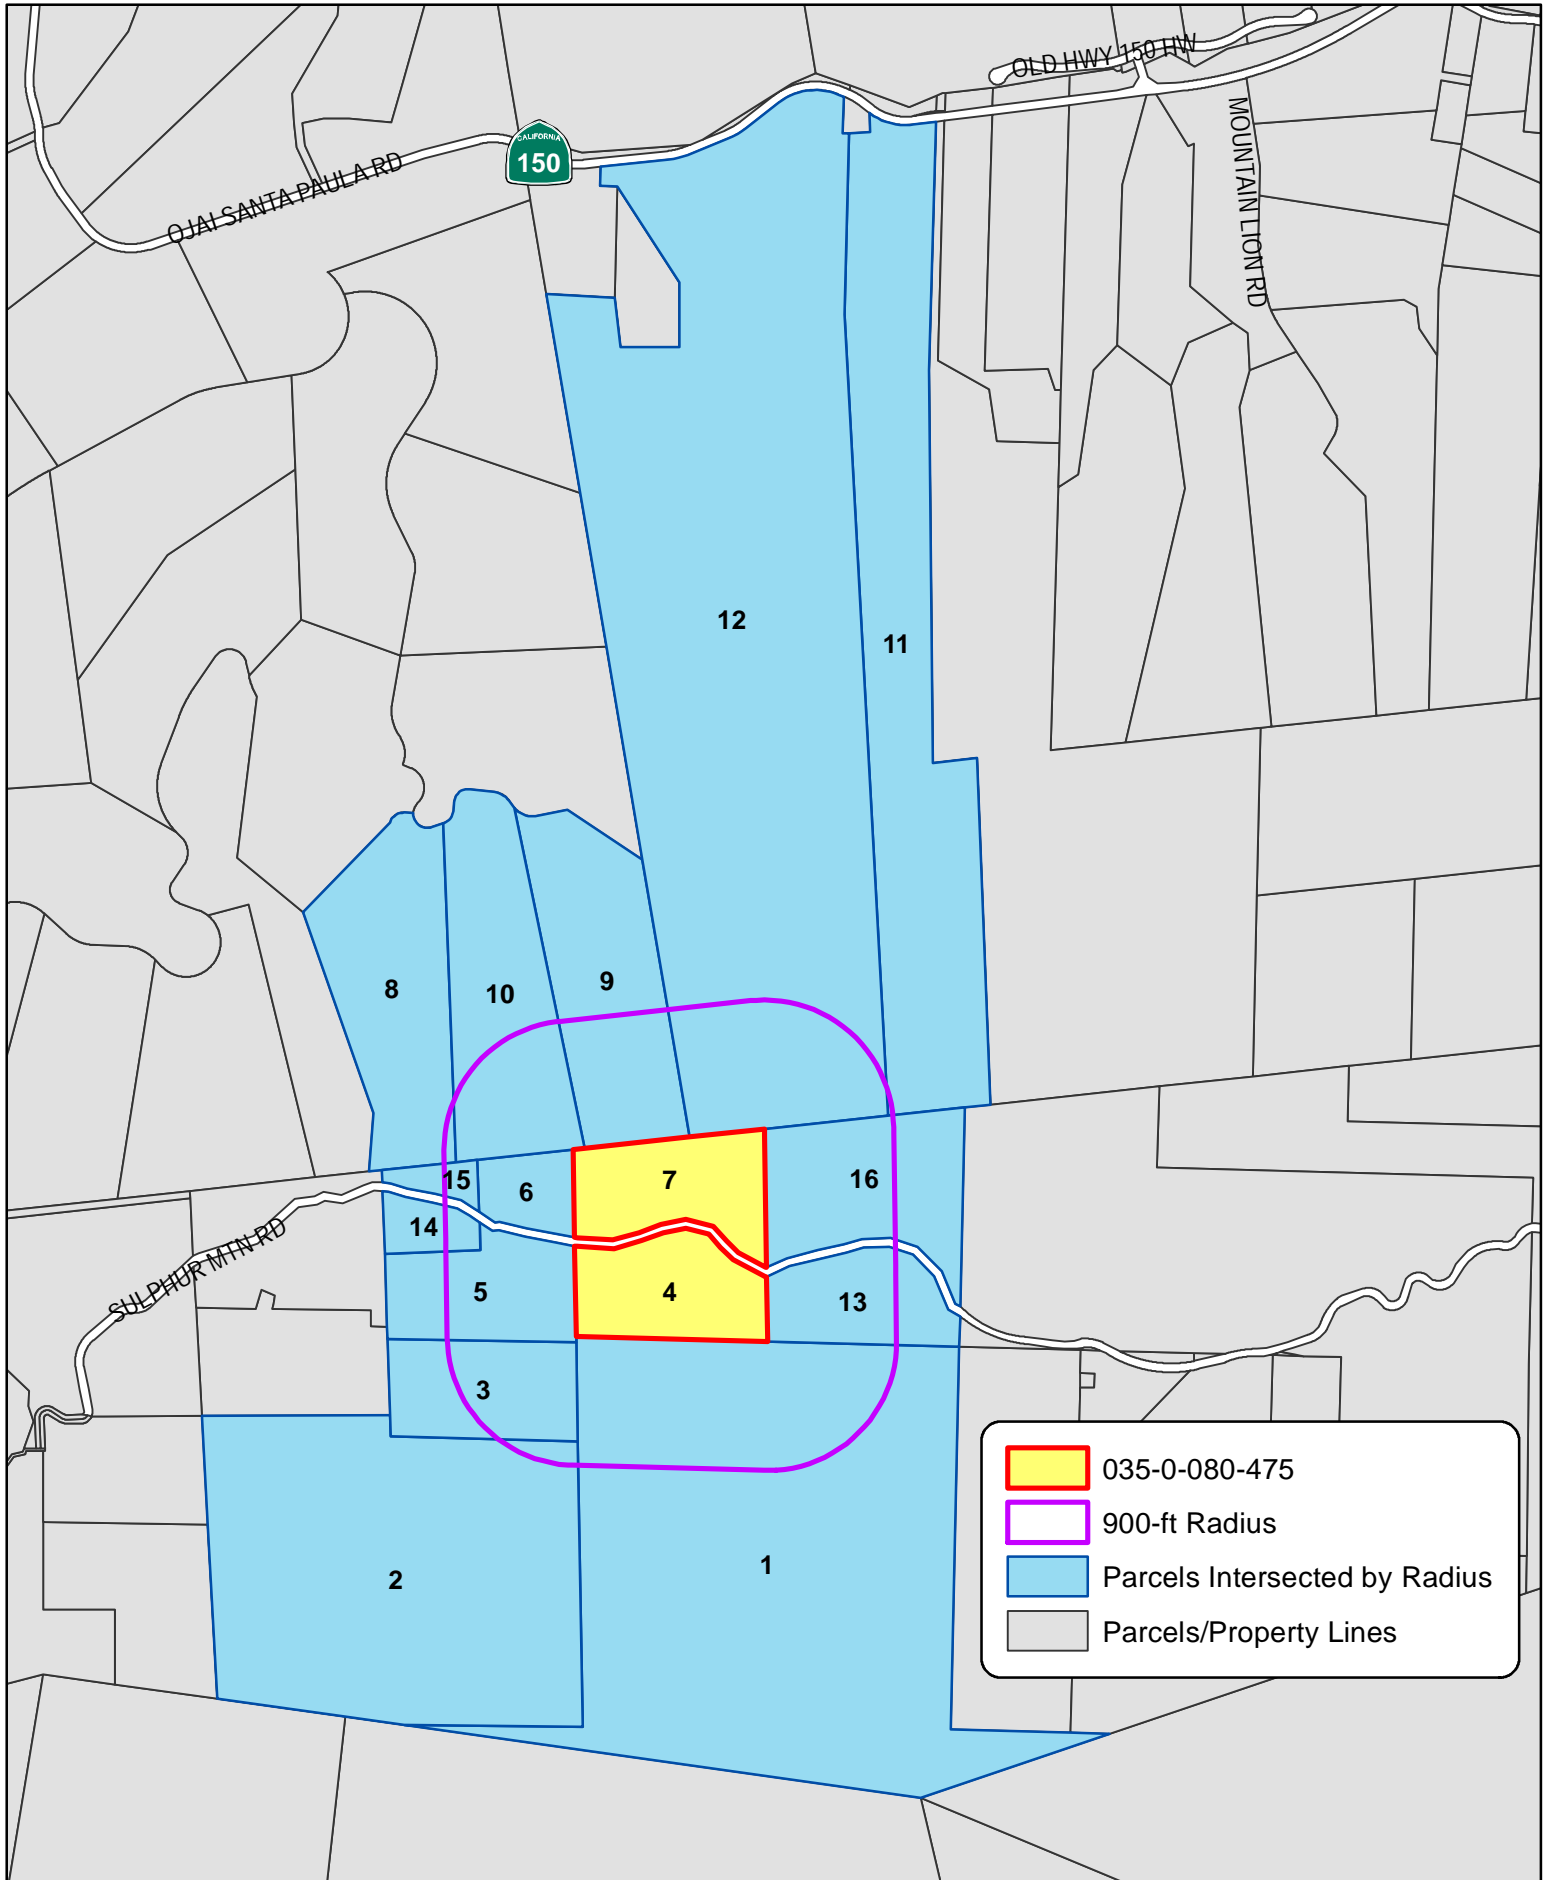 OLD HWY 150 HW
CALIFORNIA
150
OJAI SANTA PAULA RD
MOUNTAIN LION RD
12
11
8
10
9
15
6
7
16
14
5
4
13
SULPHUR MTN RD
3
2
1
035-0-080-475
900-ft Radius
Parcels Intersected by Radius
Parcels/Property Lines